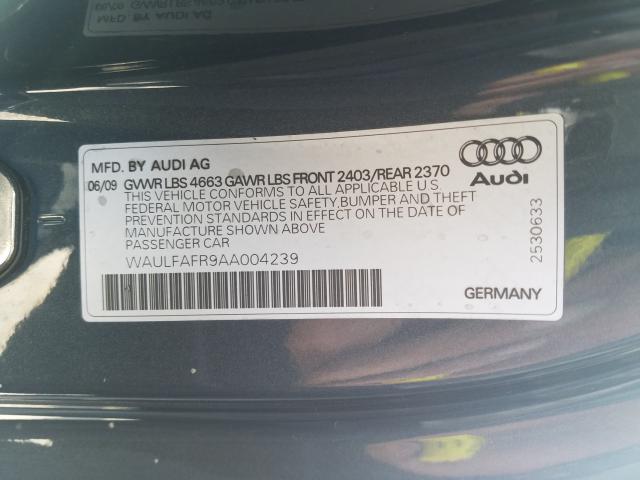 MFD. BY AUDI AG
06/09 GVWR LBS 4663 GAWR LBS FRONT 2403/REAR 2370
THIS VEHICLE CONFORMS TO ALL APPLICABLE U.S.
FEDERAL MOTOR VEHICLE SAFETY,BUMPER AND THEFT
PREVENTION STANDARDS IN EFFECT ON THE DATE OF
MANUFACTURE SHOWN ABOVE
PASSENGER CAR
WAULFAFR9AA004239
Audi
2530633
GERMANY